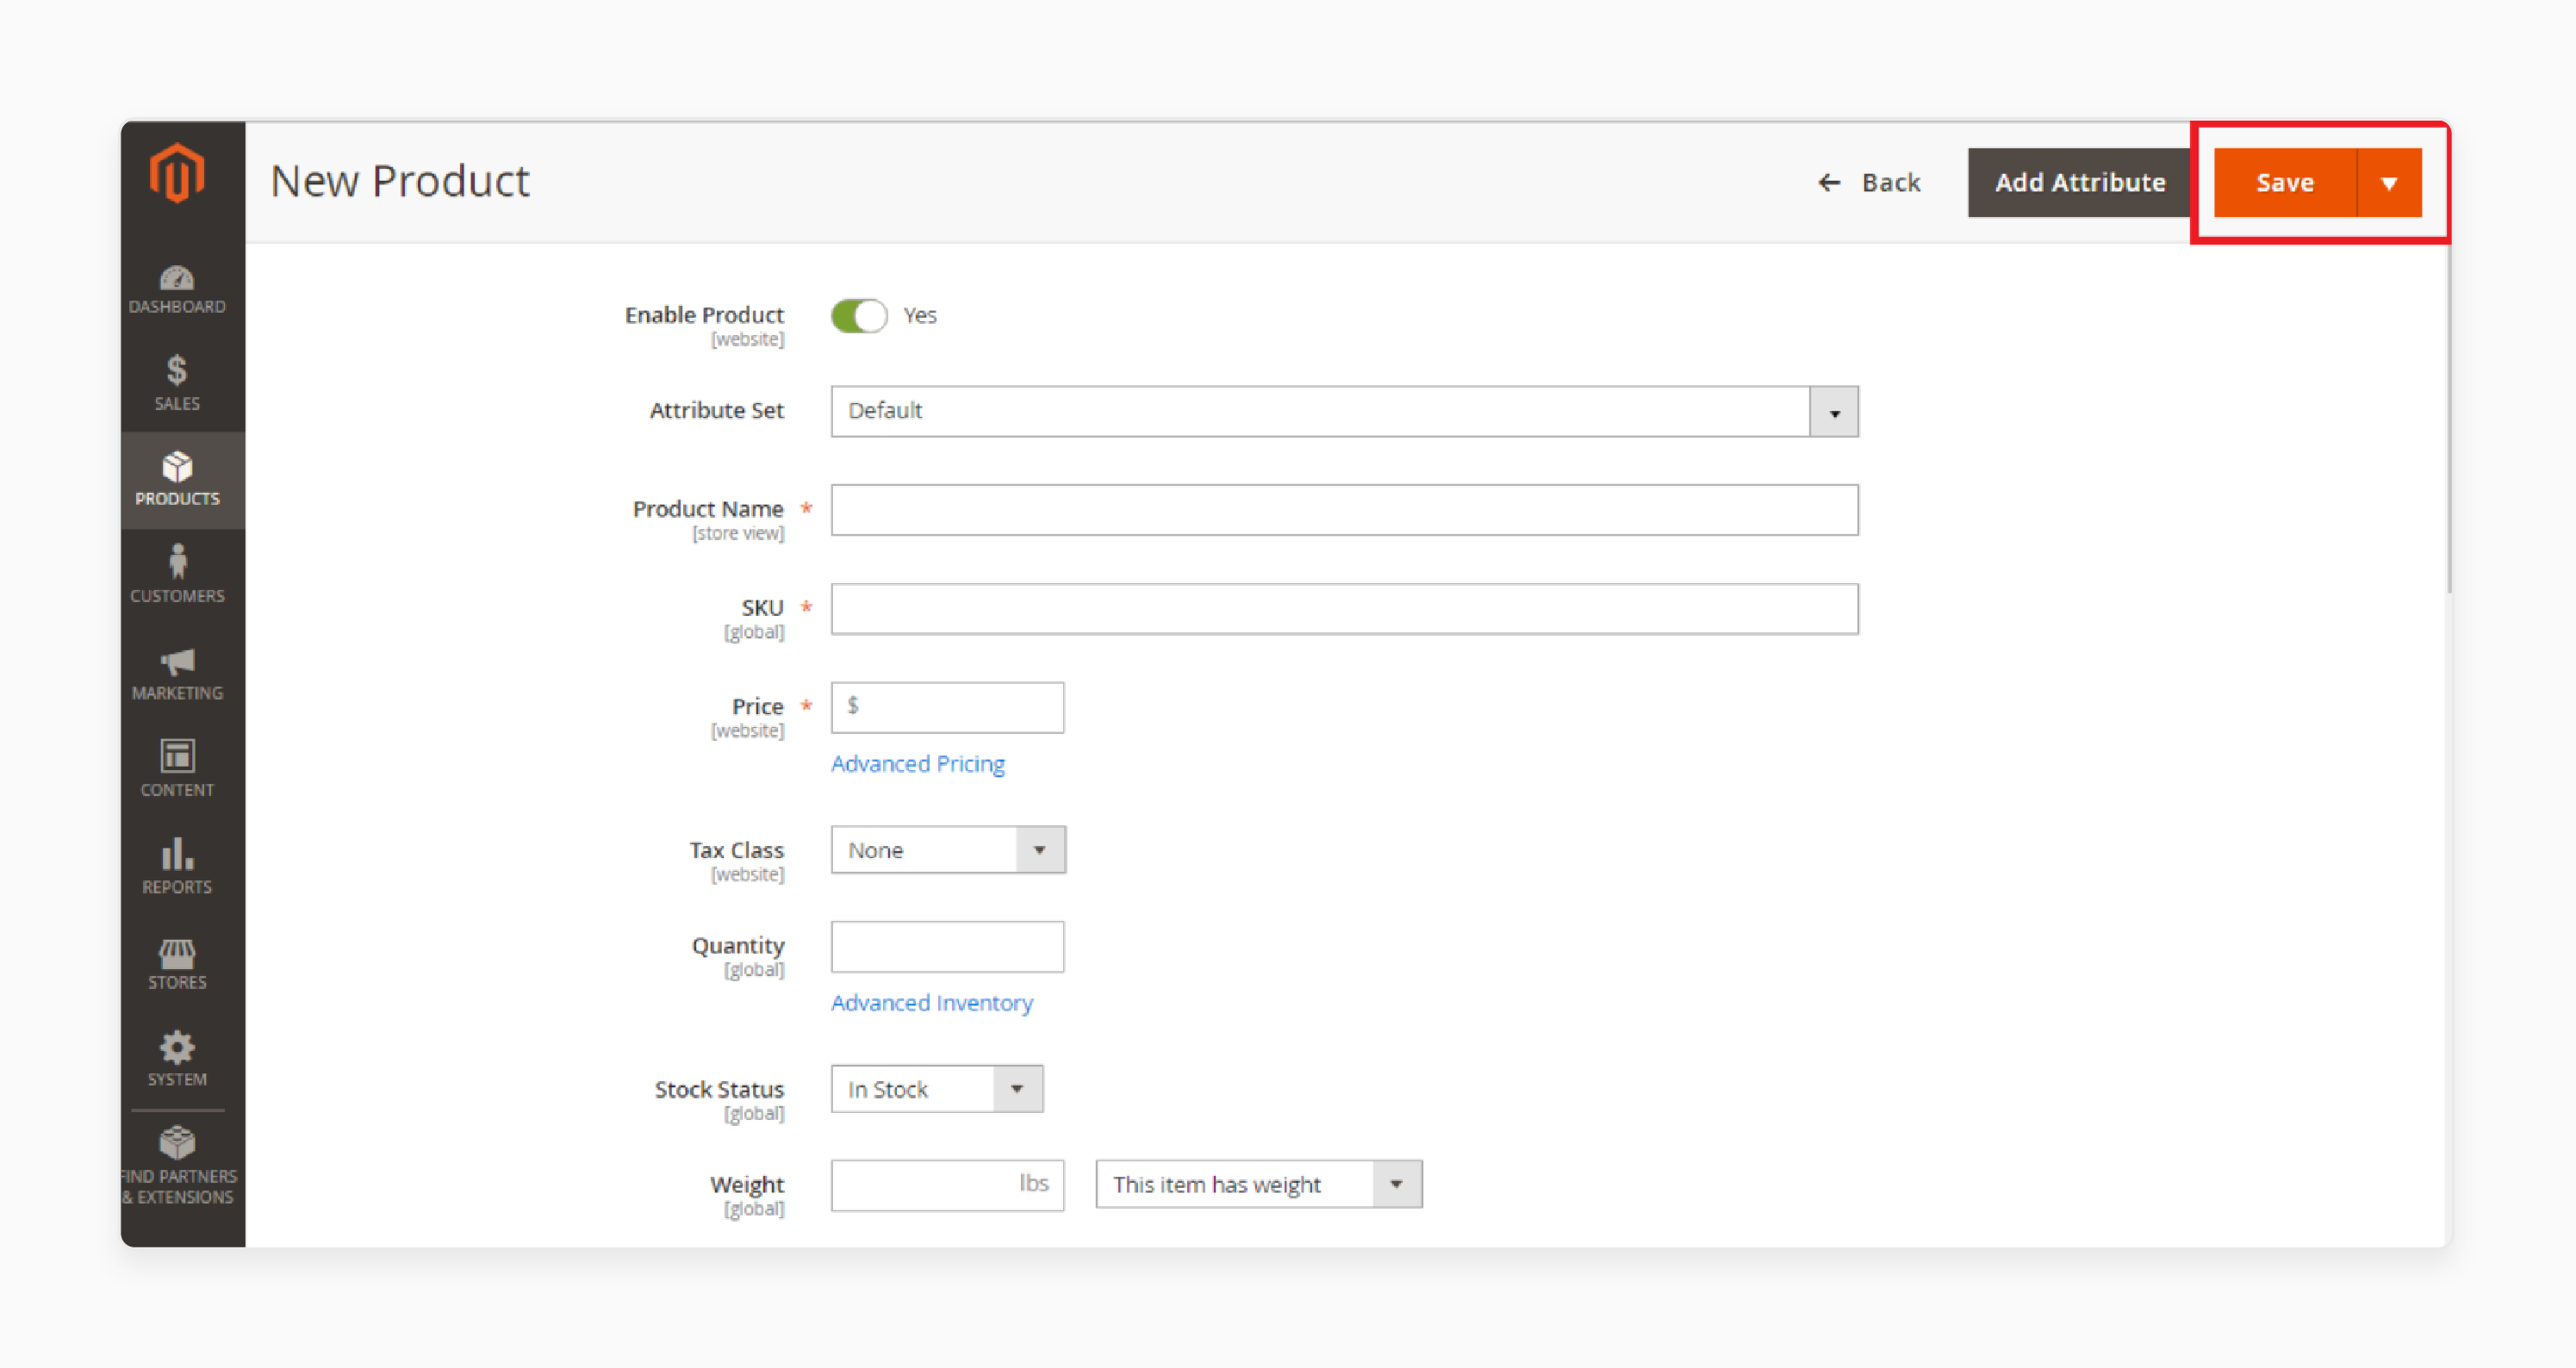 New Product
Back
Add Attribute
Save
DASHBOARD
SALES
PRODUCTS
CUSTOMERS
MARKETING
CONTENT
REPORTS
STORES
SYSTEM
FIND PARTNERS
& EXTENSIONS
Enable Product
[website]
Yes
Attribute Set
Default
Product Name *
[store view]
SKU *
[global]
Price *
[website]
$
Advanced Pricing
Tax Class
[website]
None
Quantity
[global]
Advanced Inventory
Stock Status
[global]
In Stock
Weight
[global]
lbs
This item has weight